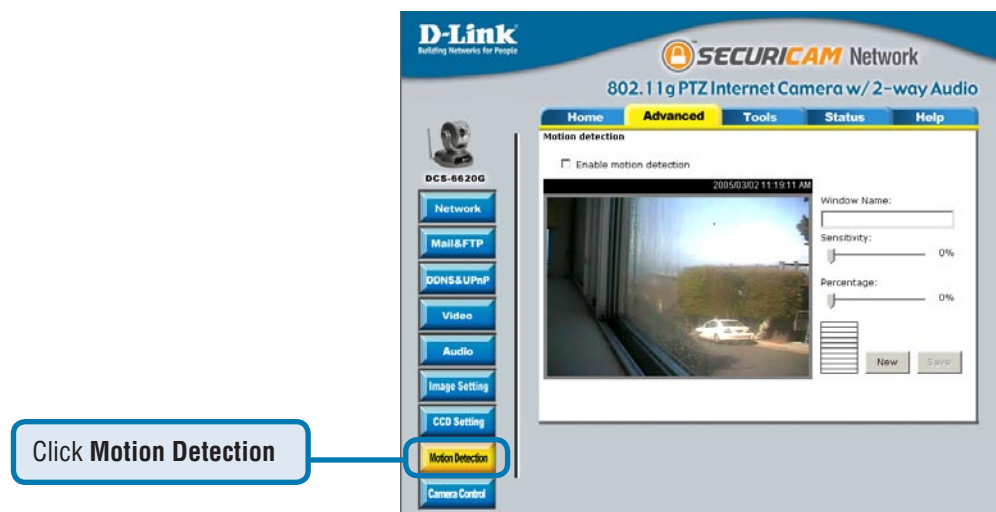 D-Link
Building Networks for People
SECURICAM Network
802.11g PTZ Internet Camera w/ 2-way Audio
Home Advanced Tools Status Help
DCS-6620G
Network
Mail&FTP
DDNS&UPnP
Video
Audio
Image Setting
CCD Setting
Motion Detection
Camera Control
Motion detection
Enable motion detection
2005/03/02 11:19:11 AM
Window Name:
Sensitivity:
0%
Percentage:
0%
New Save
Click Motion Detection